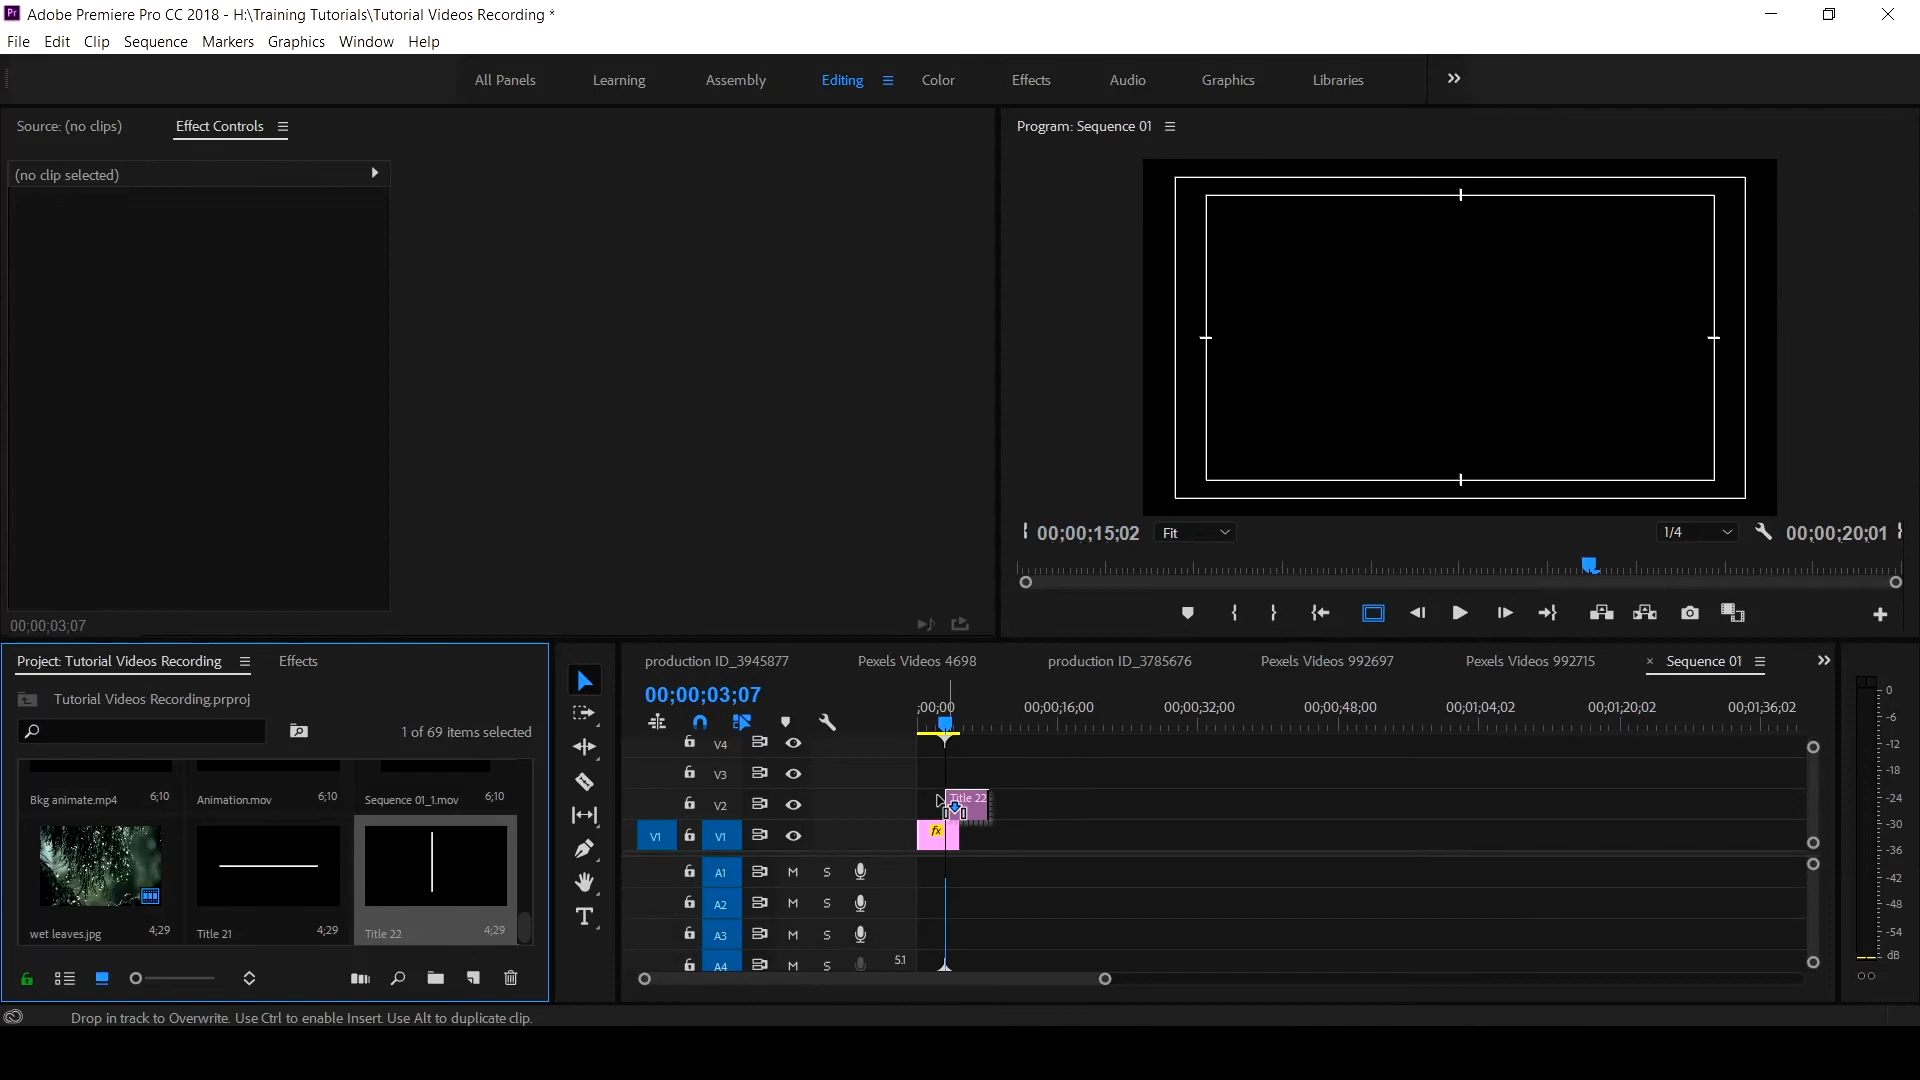 Pr Adobe Premiere Pro CC 2018 - H:\Training Tutorials\Tutorial Videos Recording *
File Edit Clip Sequence Markers Graphics Window Help
All Panels Learning Assembly Editing Color Effects Audio Graphics Libraries
Source: (no clips) Effect Controls
Program: Sequence 01
(no clip selected)
00;00;15;02 Fit 1/4 00;00;20;01
00;00;03;07
Project: Tutorial Videos Recording Effects
Tutorial Videos Recording.prproj
1 of 69 items selected
Bkg animate.mp4 6;10 Animation.mov 6;10 Sequence 01_1.mov 6;10
wet leaves.jpg 4;29 Title 21 4;29 Title 22 4;29
production ID_3945877 Pexels Videos 4698 production ID_3785676 Pexels Videos 992697 Pexels Videos 992715 × Sequence 01
00;00;03;07
;00;00 00;00;16;00 00;00;32;00 00;00;48;00 00;01;04;02 00;01;20;02 00;01;36;02
V4
V3
V2 Title 22
V1 V1 fx
A1 M S
A2 M S
A3 M S
A4 M S 5.1
0
-6
-12
-18
-24
-30
-36
-42
-48
-54
dB
T
Drop in track to Overwrite. Use Ctrl to enable Insert. Use Alt to duplicate clip.